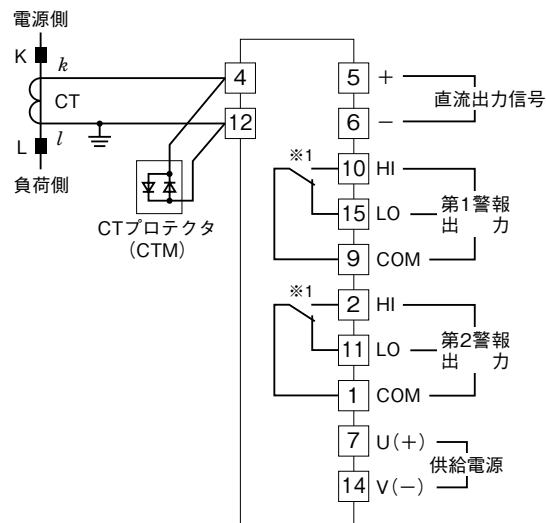 電源側
K k
CT
L l
負荷側
CTプロテクタ
（CTM）
4
12
5 +
6 −
直流出力信号
※1
10 HI
15 LO
9 COM
第1警報
出 力
※1
2 HI
11 LO
1 COM
第2警報
出 力
7 U(+)
14 V(−)
供給電源